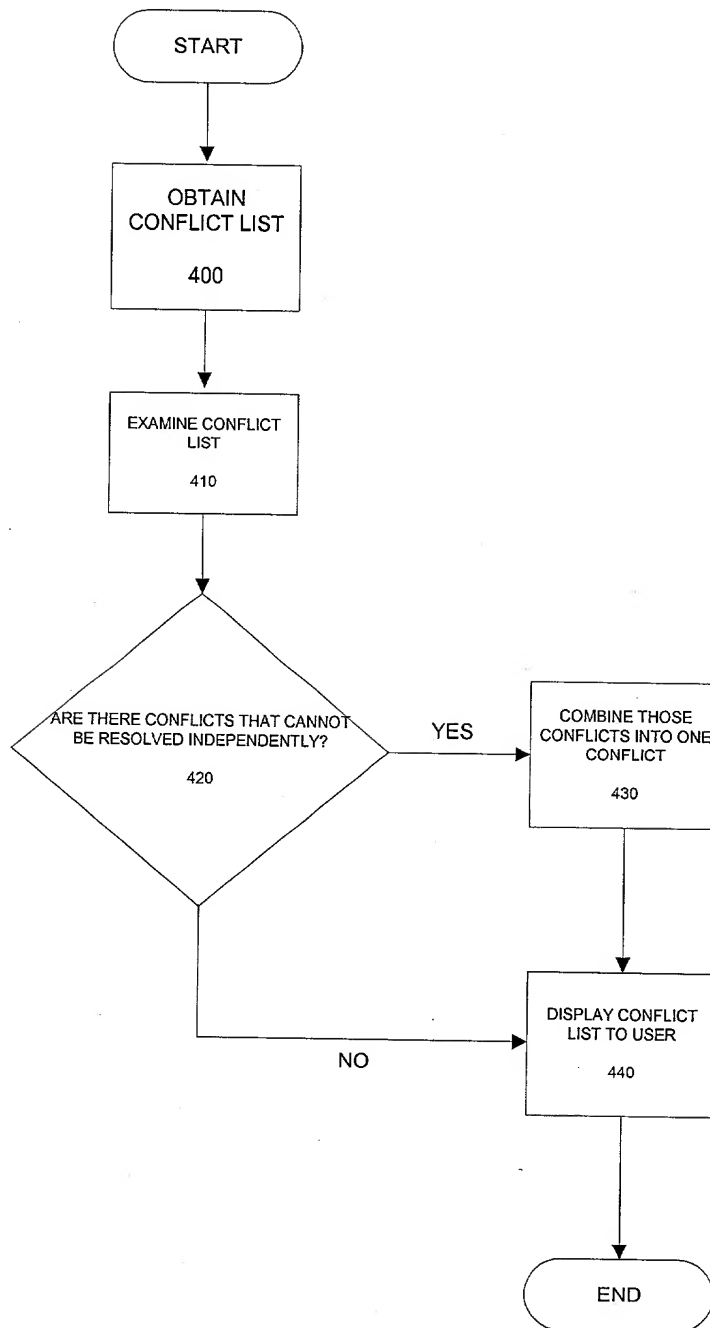 START
OBTAIN
CONFLICT LIST
400
EXAMINE CONFLICT
LIST
410
ARE THERE CONFLICTS THAT CANNOT
BE RESOLVED INDEPENDENTLY?
420
YES
COMBINE THOSE
CONFLICTS INTO ONE
CONFLICT
430
NO
DISPLAY CONFLICT
LIST TO USER
440
END